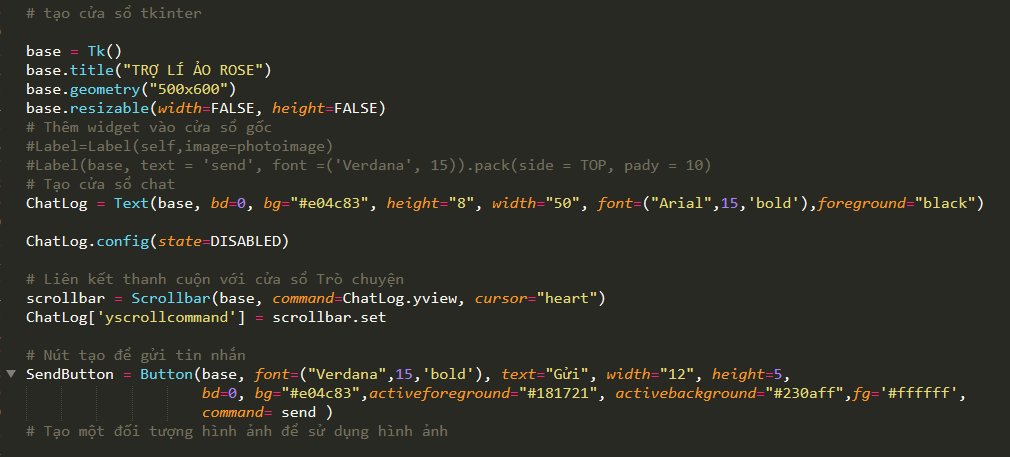 # tạo cửa sổ tkinter
base = Tk()
base.title("TRỢ LÍ ẢO ROSE")
base.geometry("500x600")
base.resizable(width=FALSE, height=FALSE)
# Thêm widget vào cửa sổ gốc
#Label=Label(self,image=photoimage)
#Label(base, text = 'send', font =('Verdana', 15)).pack(side = TOP, pady = 10)
# Tạo cửa sổ chat
ChatLog = Text(base, bd=0, bg="#e04c83", height="8", width="50", font=("Arial",15,'bold'),foreground="black")
ChatLog.config(state=DISABLED)
# Liên kết thanh cuộn với cửa sổ Trò chuyện
scrollbar = Scrollbar(base, command=ChatLog.yview, cursor="heart")
ChatLog['yscrollcommand'] = scrollbar.set
# Nút tạo để gửi tin nhắn
SendButton = Button(base, font=("Verdana",15,'bold'), text="Gửi", width="12", height=5,
bd=0, bg="#e04c83",activeforeground="#181721", activebackground="#230aff",fg='#ffffff',
command= send )
# Tạo một đối tượng hình ảnh để sử dụng hình ảnh